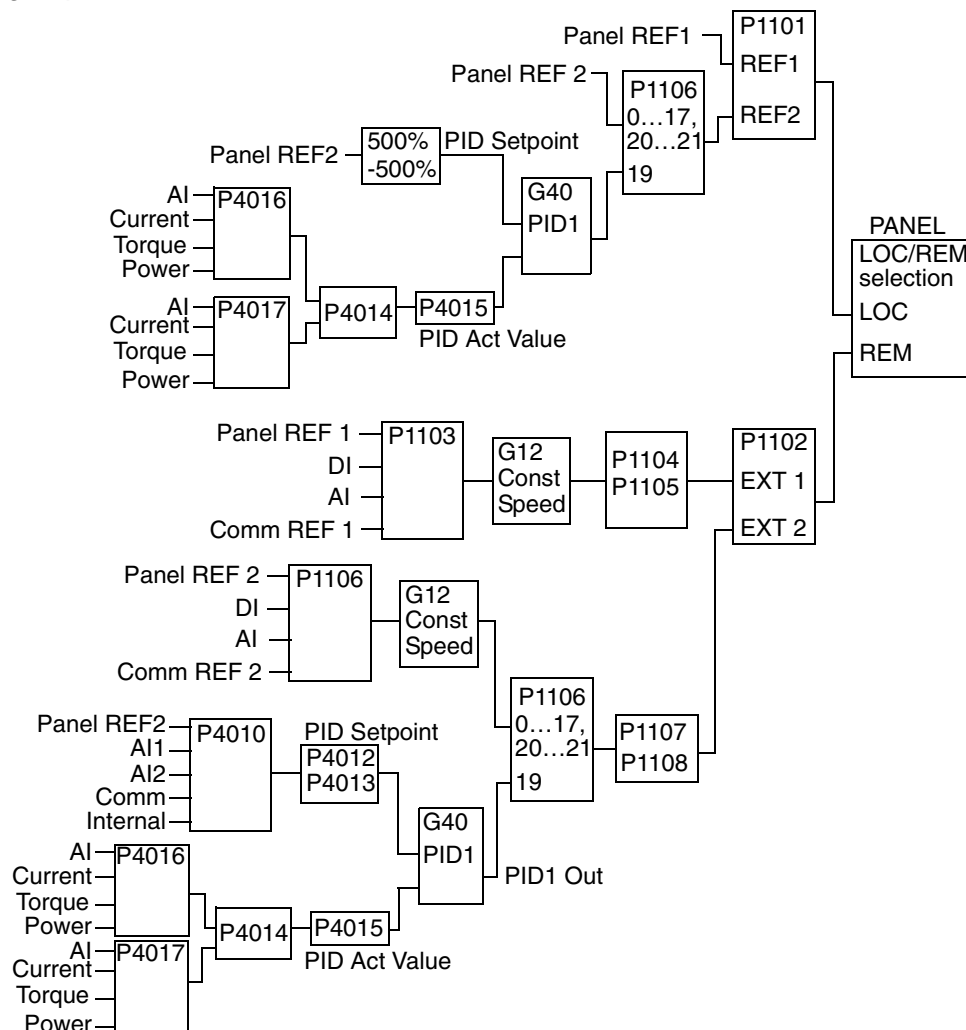 Panel REF1
P1101
REF1
REF2
Panel REF 2
P1106
0...17,
20...21
19
Panel REF2
500%
-500%
PID Setpoint
G40
PID1
AI
Current
Torque
Power
P4016
AI
Current
Torque
Power
P4017
P4014
P4015
PID Act Value
PANEL
LOC/REM
selection
LOC
REM
Panel REF 1
DI
AI
Comm REF 1
P1103
G12
Const
Speed
P1104
P1105
P1102
EXT 1
EXT 2
Panel REF 2
DI
AI
Comm REF 2
P1106
G12
Const
Speed
P1106
0...17,
20...21
19
P1107
P1108
Panel REF2
AI1
AI2
Comm
Internal
P4010
PID Setpoint
P4012
P4013
G40
PID1
PID1 Out
AI
Current
Torque
Power
P4016
AI
Current
Torque
Power
P4017
P4014
P4015
PID Act Value